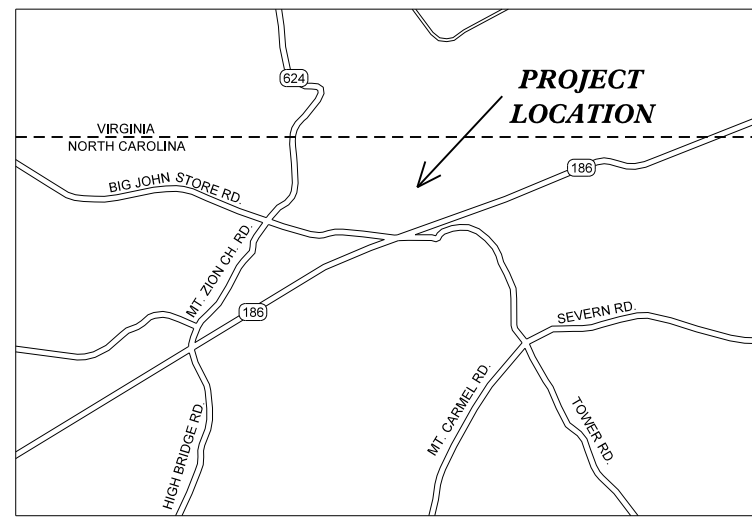 624
PROJECT
LOCATION
VIRGINIA
NORTH CAROLINA
186
BIG JOHN STORE RD.
MT. ZION CH. RD.
186
SEVERN RD.
MT. CARMEL RD.
HIGH BRIDGE RD.
TOWER RD.